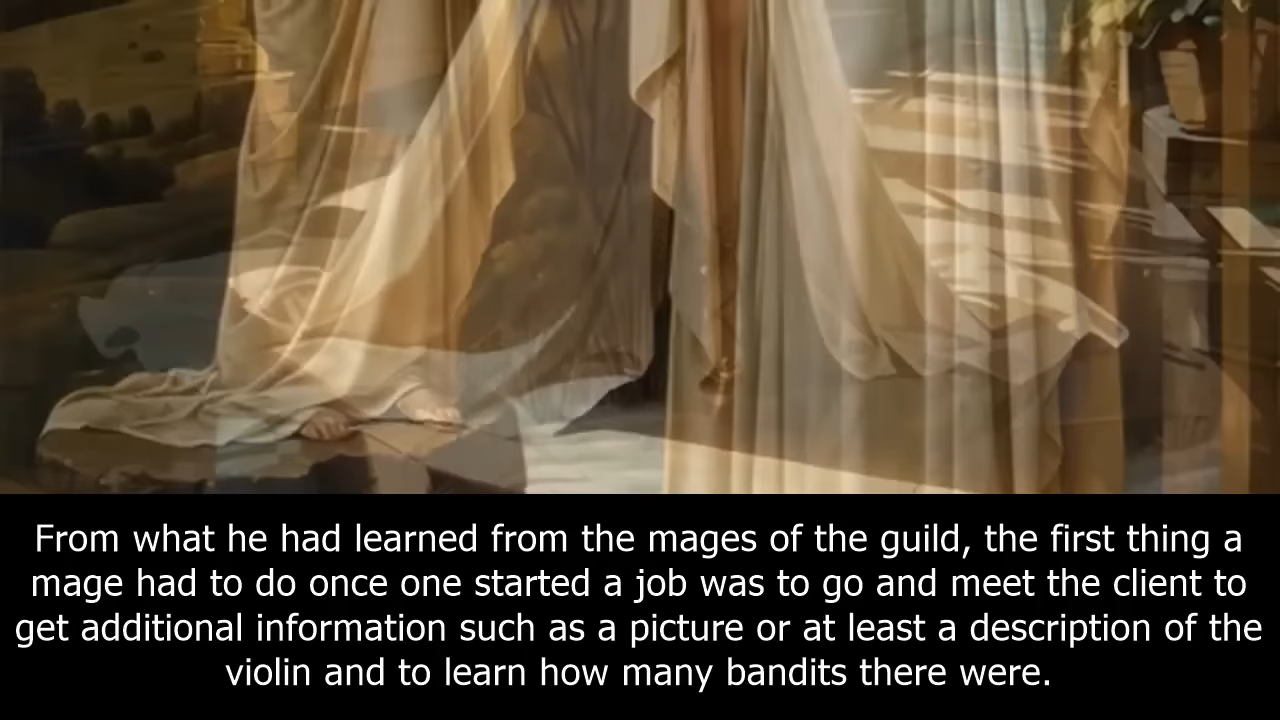 From what he had learned from the mages of the guild, the first thing a
mage had to do once one started a job was to go and meet the client to
get additional information such as a picture or at least a description of the
violin and to learn how many bandits there were.